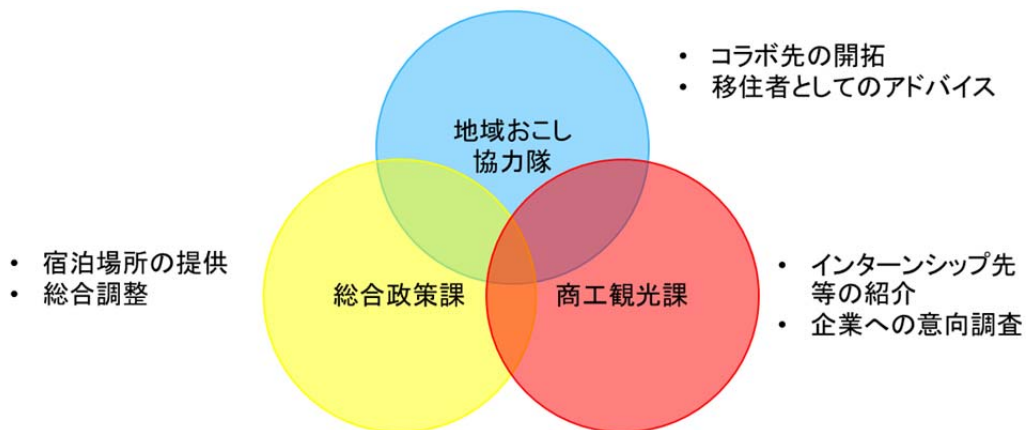 • コラボ先の開拓
• 移住者としてのアドバイス
地域おこし
協力隊
• 宿泊場所の提供
• 総合調整
総合政策課
商工観光課
• インターンシップ先
等の紹介
• 企業への意向調査